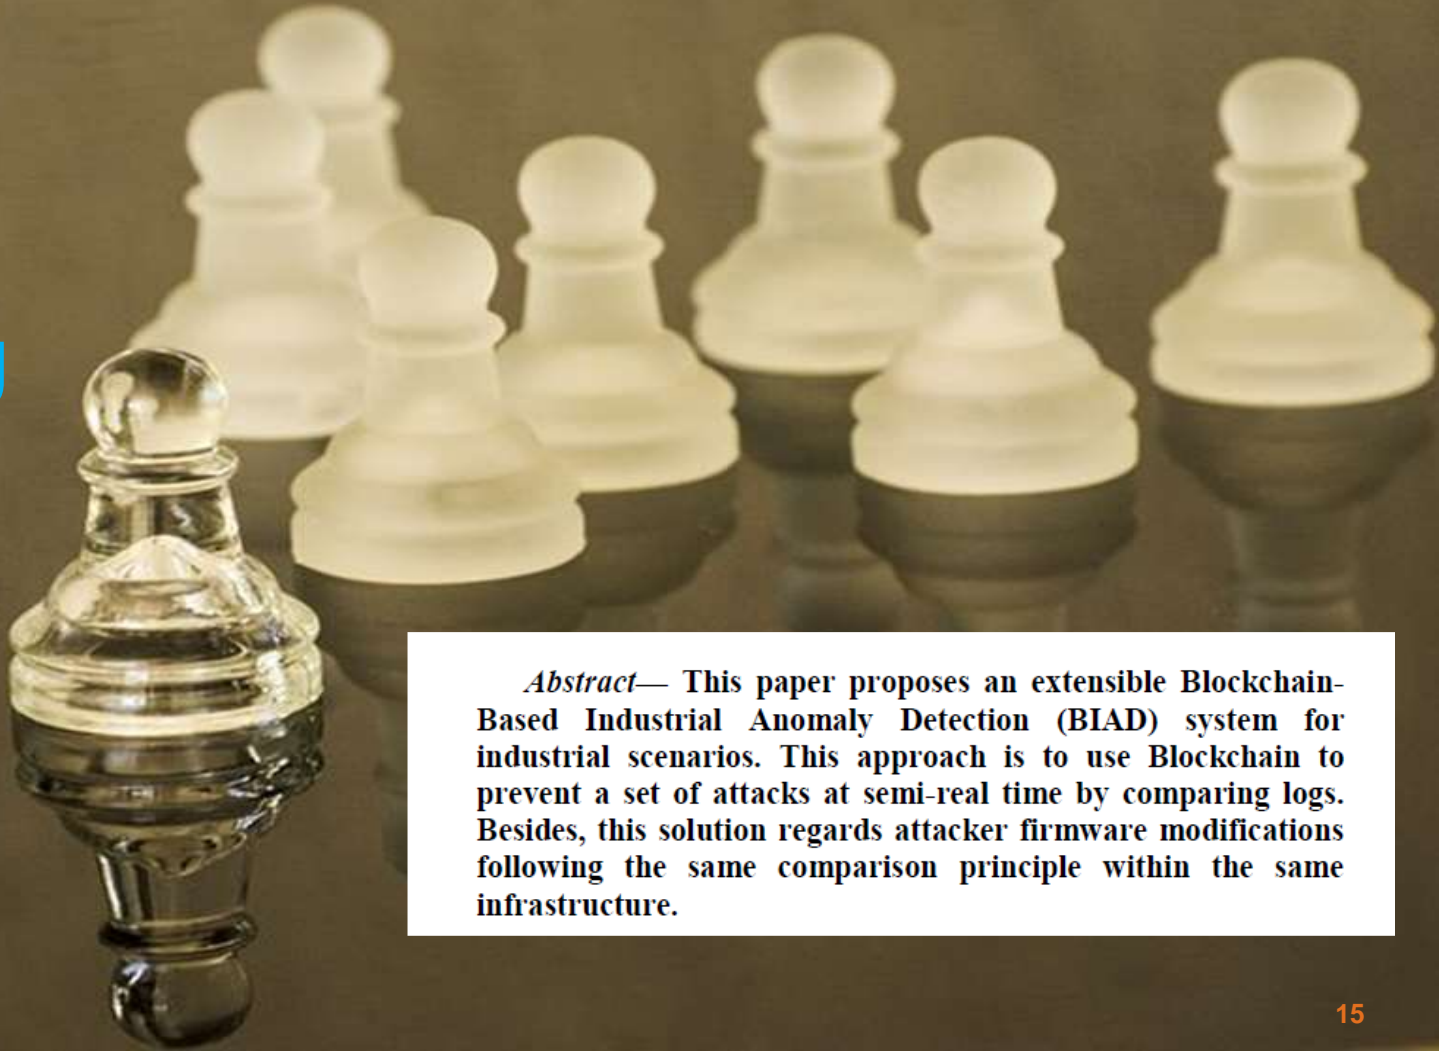 Abstract— This paper proposes an extensible Blockchain-
Based Industrial Anomaly Detection (BIAD) system for
industrial scenarios. This approach is to use Blockchain to
prevent a set of attacks at semi-real time by comparing logs.
Besides, this solution regards attacker firmware modifications
following the same comparison principle within the same
infrastructure.
15